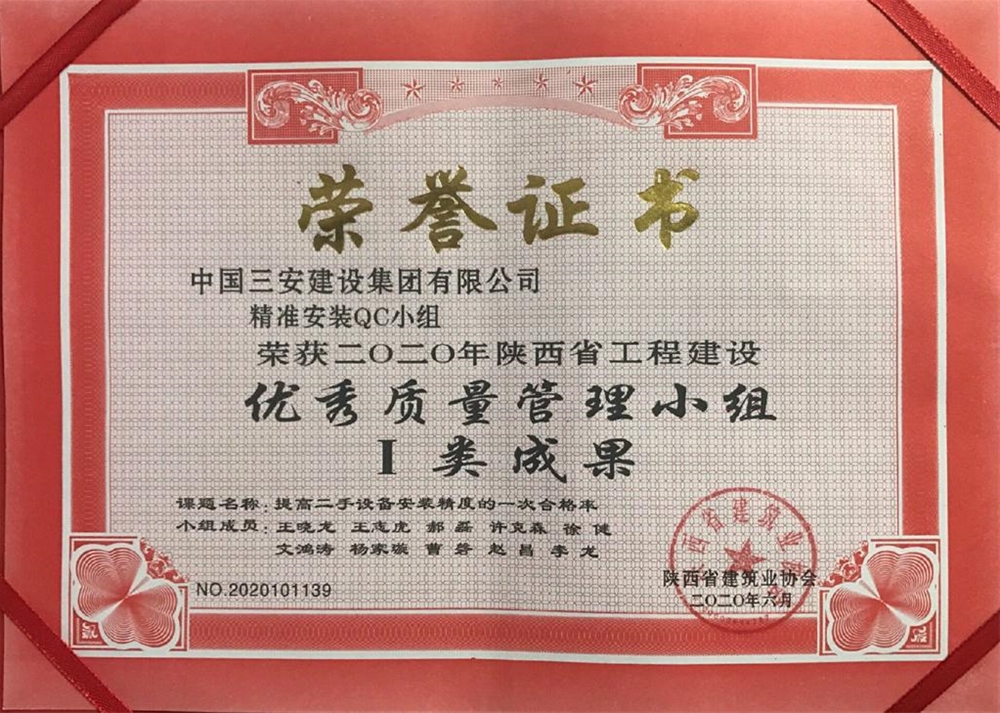 荣誉证书
中国三安建设集团有限公司
精准安装QC小组
荣获二〇二〇年陕西省工程建设
优秀质量管理小组
I类成果
课题名称：提高二手设备安装精度的一次合格率
小组成员：王晓龙 王志虎 郝磊 许克森 徐健
文鸿涛 杨家璇 曹磐 赵昌 李龙
NO.2020101139
陕西省建筑业协会
二〇二〇年六月